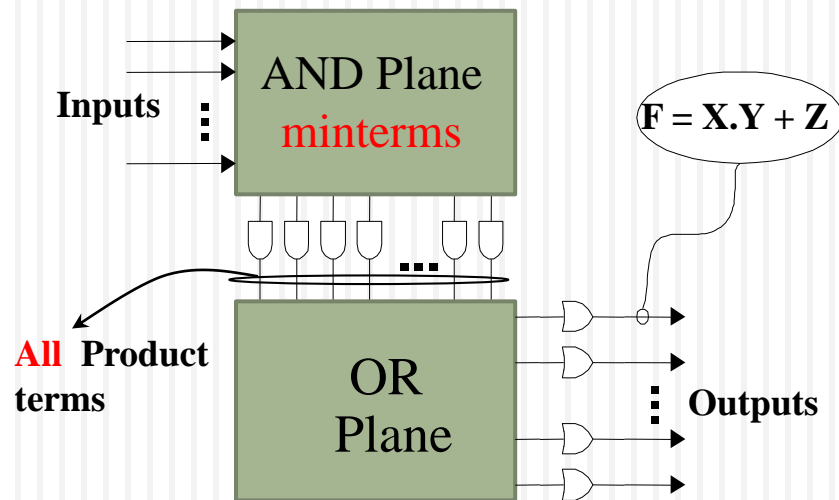 AND Plane
minterms
Inputs
F = X.Y + Z
All Product
terms
OR
Plane
Outputs